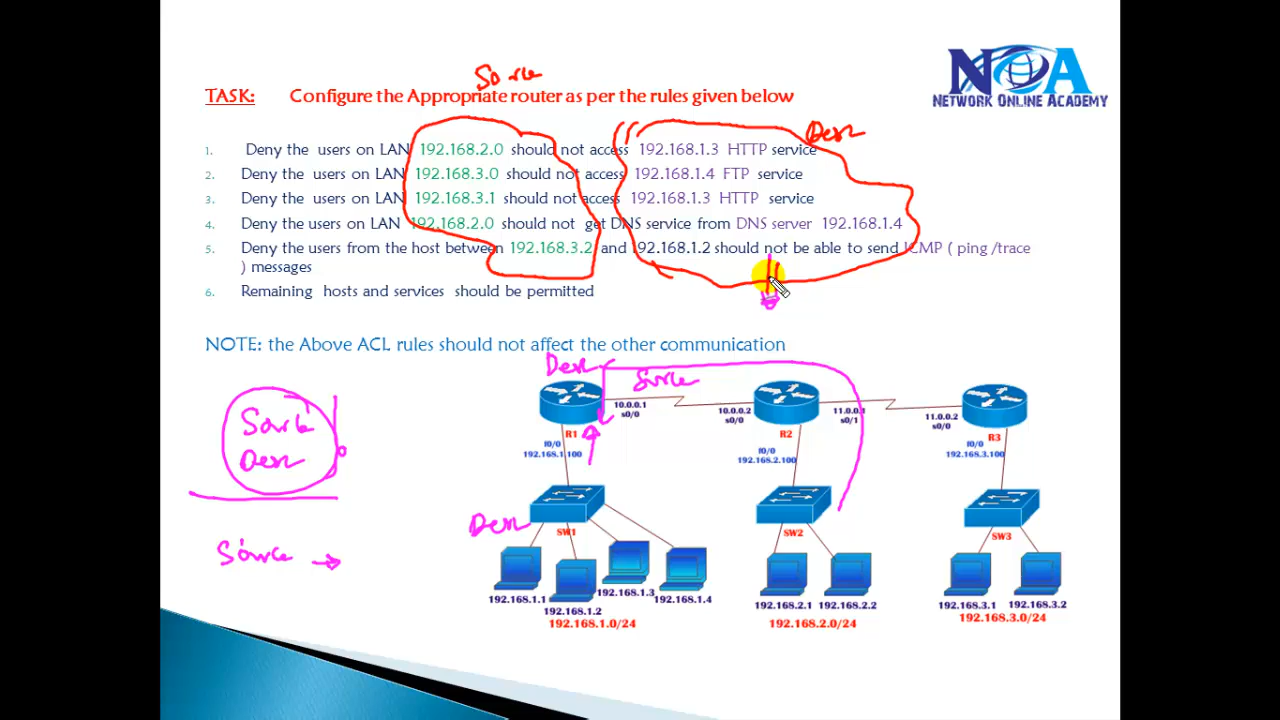 NOA
NETWORK ONLINE ACADEMY
TASK: Configure the Appropriate router as per the rules given below
1. Deny the users on LAN 192.168.2.0 should not access 192.168.1.3 HTTP service
2. Deny the users on LAN 192.168.3.0 should not access 192.168.1.4 FTP service
3. Deny the users on LAN 192.168.3.1 should not access 192.168.1.3 HTTP service
4. Deny the users on LAN 192.168.2.0 should not get DNS service from DNS server 192.168.1.4
5. Deny the users from the host between 192.168.3.2 and 192.168.1.2 should not be able to send ICMP ( ping /trace
) messages
6. Remaining hosts and services should be permitted
NOTE: the Above ACL rules should not affect the other communication
10.0.0.1
s0/0
10.0.0.2
s0/0
11.0.0.1
s0/1
11.0.0.2
s0/0
R1
R2
R3
f0/0
192.168.1.100
f0/0
192.168.2.100
f0/0
192.168.3.100
Source
SW1
SW2
SW3
192.168.1.1
192.168.1.2
192.168.1.3
192.168.1.4
192.168.2.1
192.168.2.2
192.168.3.1
192.168.3.2
192.168.1.0/24
192.168.2.0/24
192.168.3.0/24